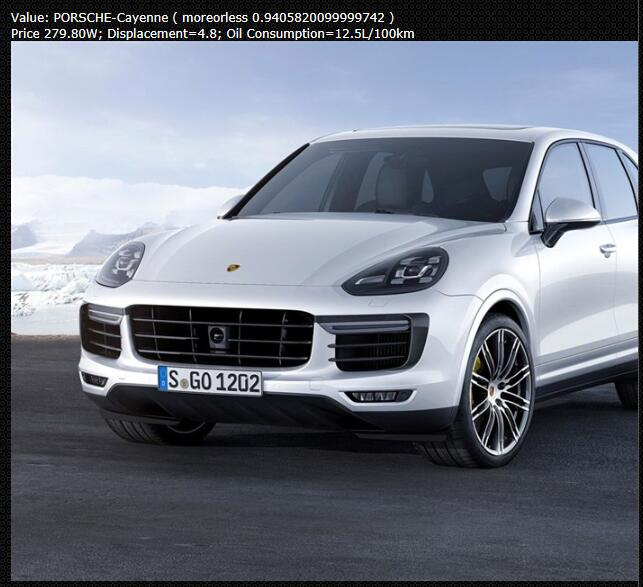 Value: PORSCHE-Cayenne ( moreorless 0.9405820099999742 )
Price 279.80W; Displacement=4.8; Oil Consumption=12.5L/100km
S GO 1202